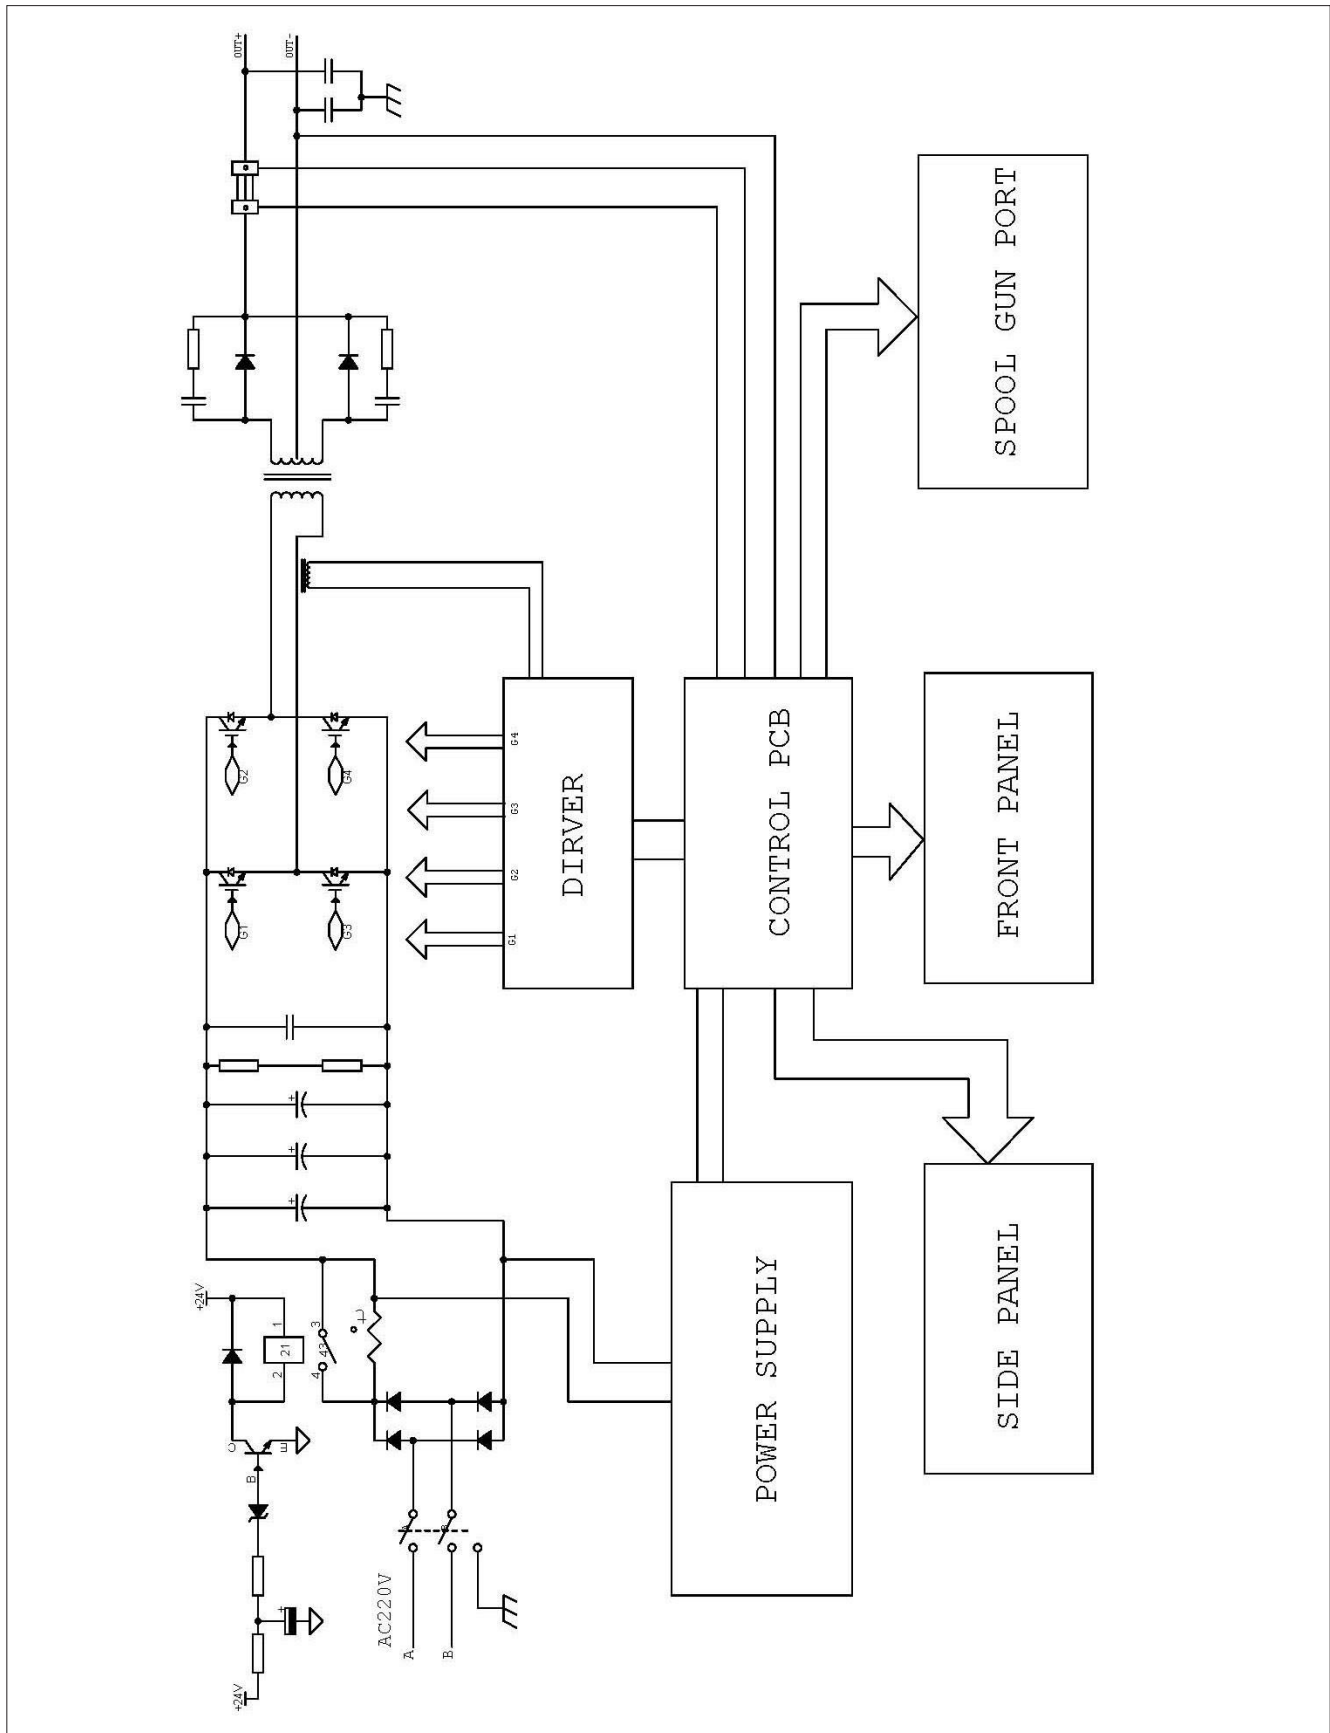 +24V
+24V
C
B
E
2
1
21
4
3
43
AC220V
A
B
G1
G2
G3
G4
OUT+
OUT-
G1
G2
G3
G4
DIRVER
POWER SUPPLY
CONTROL PCB
SIDE PANEL
FRONT PANEL
SPOOL GUN PORT